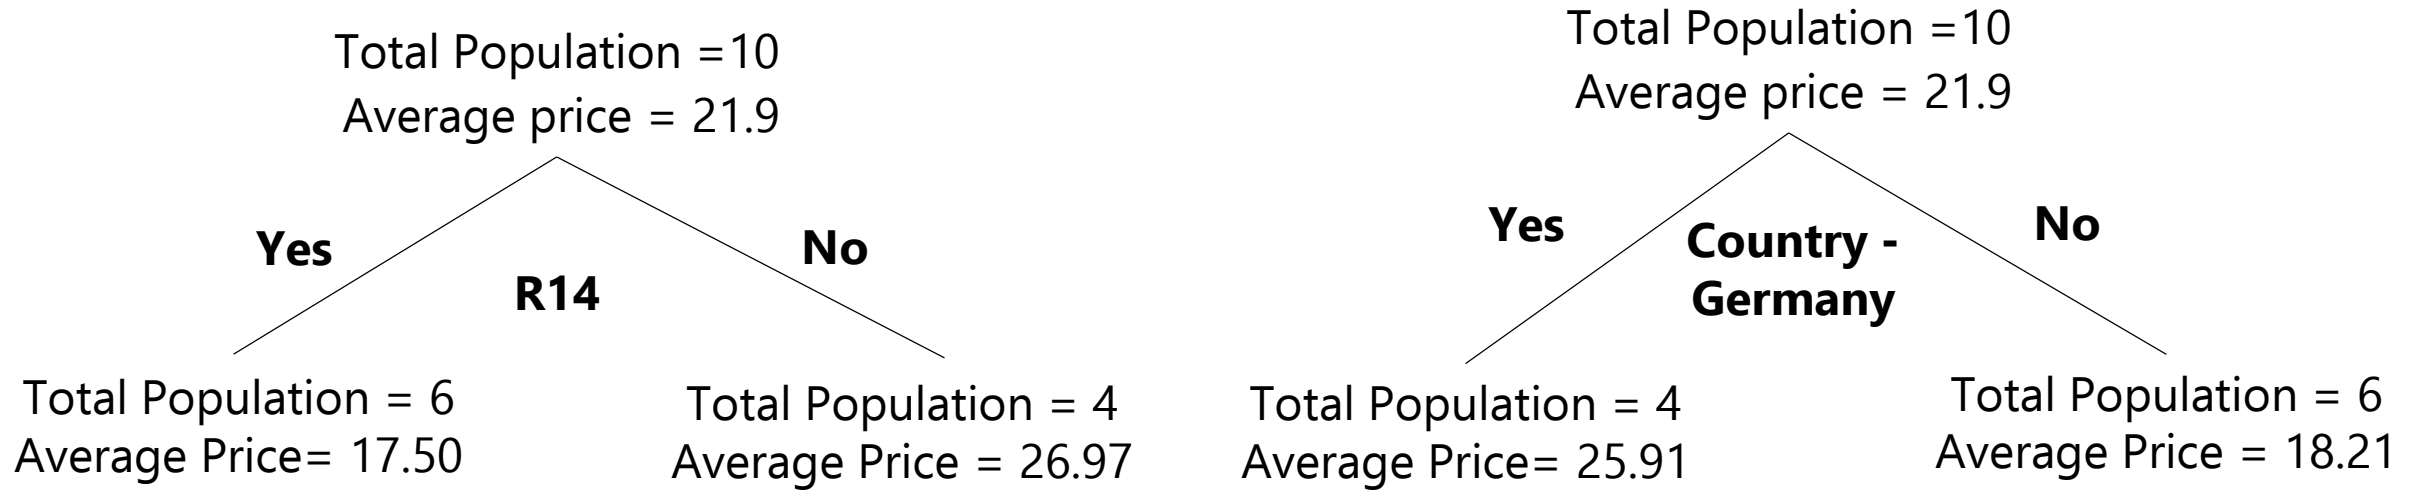 Total Population =10
Average price = 21.9
Yes
No
R14
Total Population = 6
Average Price= 17.50
Total Population = 4
Average Price = 26.97
Total Population =10
Average price = 21.9
Yes
No
Country -
Germany
Total Population = 4
Average Price= 25.91
Total Population = 6
Average Price = 18.21